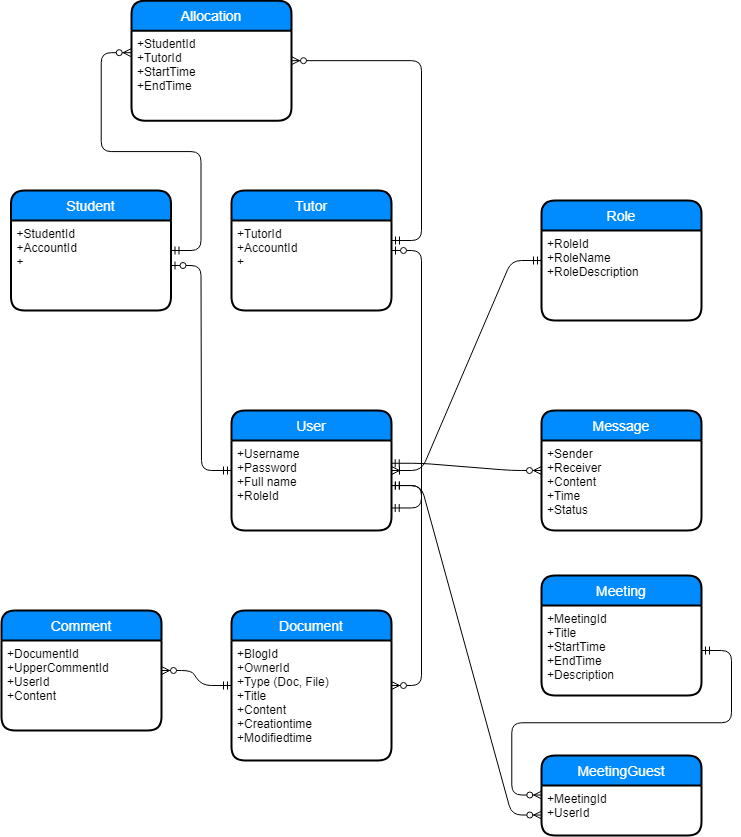 Allocation
+StudentId
+TutorId
+StartTime
+EndTime
Student
+StudentId
+AccountId
+
Tutor
+TutorId
+AccountId
+
Role
+RoleId
+RoleName
+RoleDescription
User
+Username
+Password
+Full name
+RoleId
Message
+Sender
+Receiver
+Content
+Time
+Status
Meeting
+MeetingId
+Title
+StartTime
+EndTime
+Description
Comment
+DocumentId
+UpperCommentId
+UserId
+Content
Document
+BlogId
+OwnerId
+Type (Doc, File)
+Title
+Content
+Creationtime
+Modifiedtime
MeetingGuest
+MeetingId
+UserId